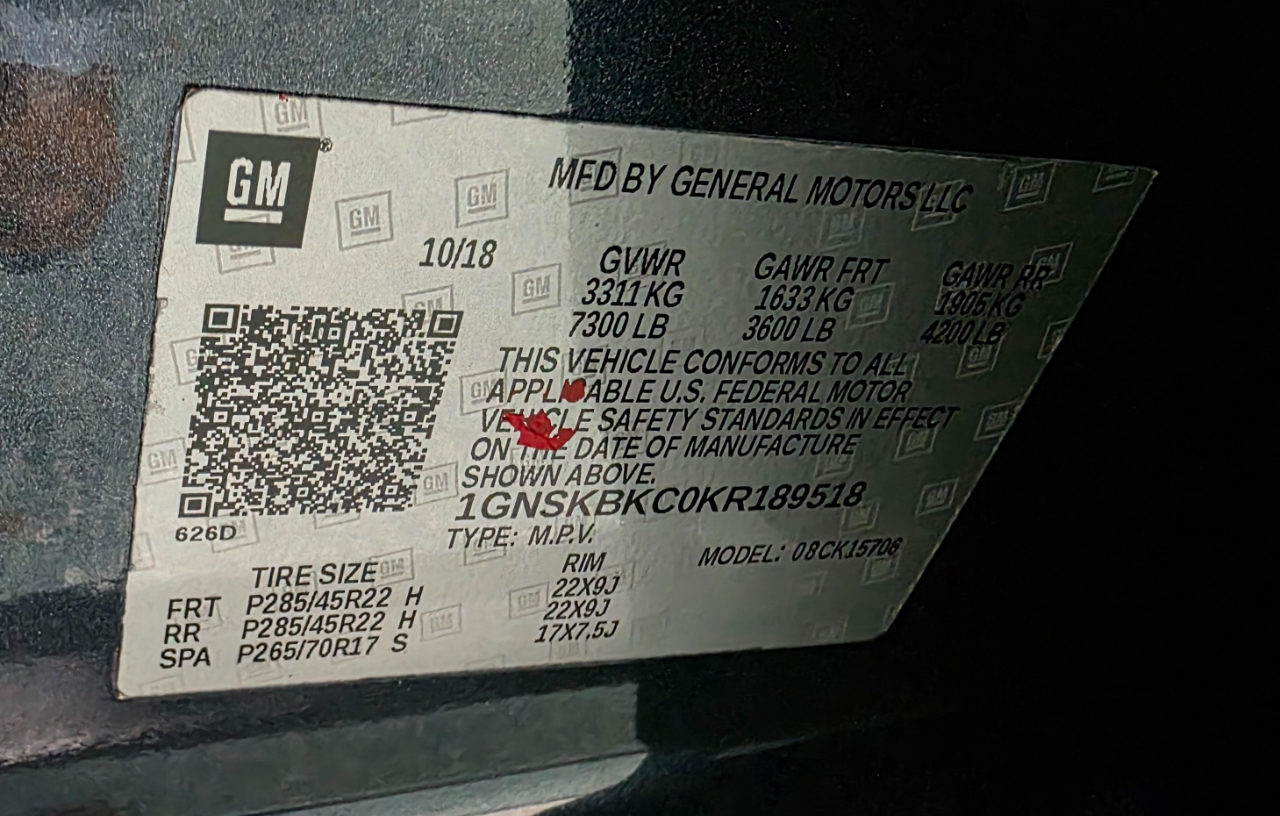 GM®
MFD BY GENERAL MOTORS LLC
10/18
GVWR GAWR FRT GAWR RR
3311 KG 1633 KG 1905 KG
7300 LB 3600 LB 4200 LB
THIS VEHICLE CONFORMS TO ALL
APPLICABLE U.S. FEDERAL MOTOR
VEHICLE SAFETY STANDARDS IN EFFECT
ON THE DATE OF MANUFACTURE
SHOWN ABOVE.
1GNSKBKC0KR189518
626D
TYPE: M.P.V. MODEL: 08CK15706
TIRE SIZE RIM
FRT P285/45R22 H 22X9J
RR P285/45R22 H 22X9J
SPA P265/70R17 S 17X7.5J